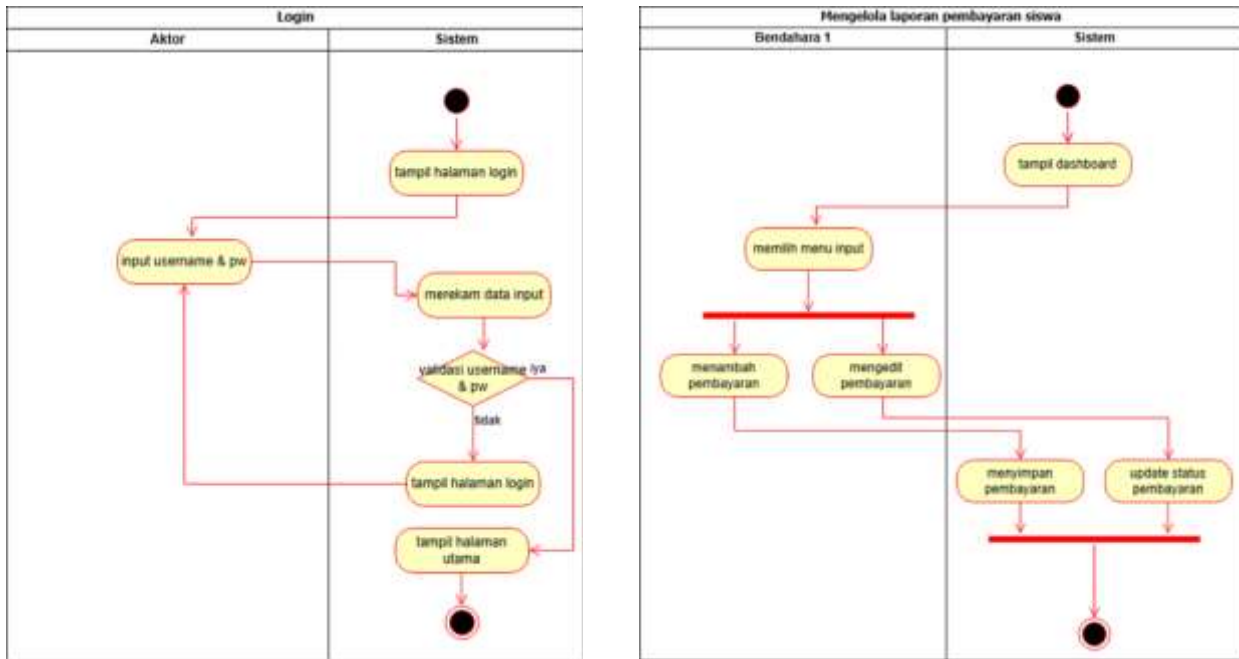 Login
Aktor
Sistem
tampil halaman login
input username & pw
merekam data input
validasi username
& pw
iya
tidak
tampil halaman login
tampil halaman
utama
Mengelola laporan pembayaran siswa
Bendahara 1
Sistem
tampil dashboard
memilih menu input
menambah
pembayaran
mengedit
pembayaran
menyimpan
pembayaran
update status
pembayaran